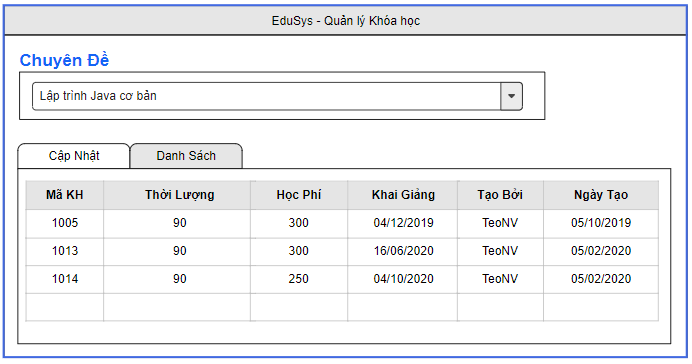 EduSys - Quản lý Khóa học
Chuyên Đề
Lập trình Java cơ bản
Cập Nhật Danh Sách
Mã KH Thời Lượng Học Phí Khai Giảng Tạo Bởi Ngày Tạo
1005 90 300 04/12/2019 TeoNV 05/10/2019
1013 90 300 16/06/2020 TeoNV 05/02/2020
1014 90 250 04/10/2020 TeoNV 05/02/2020